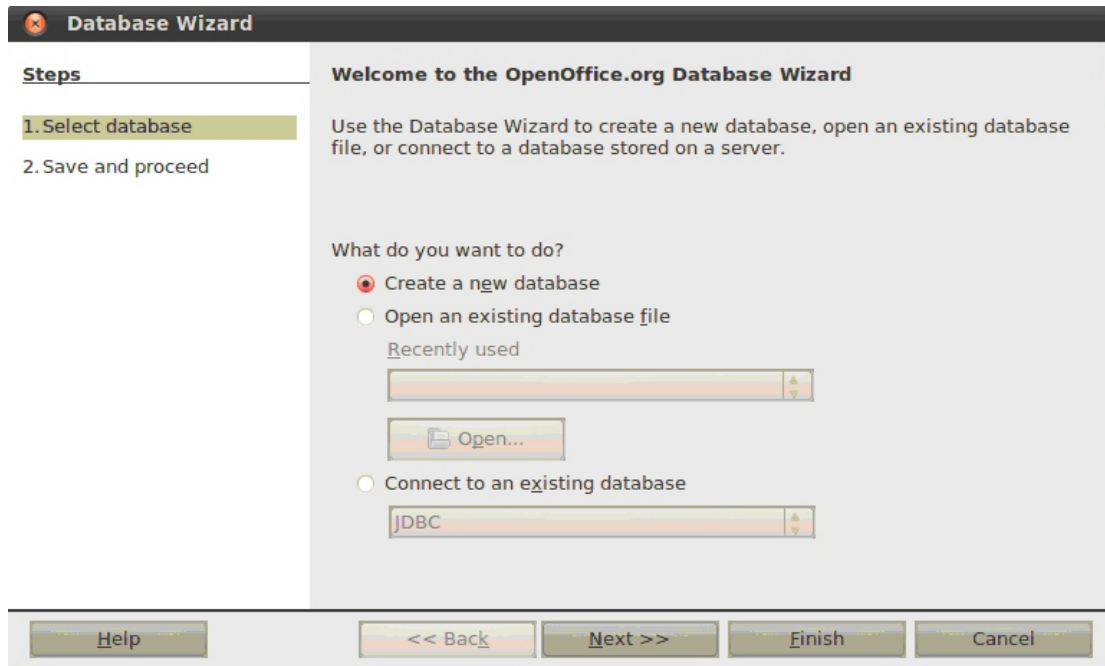 Database Wizard
Steps
1. Select database
2. Save and proceed
Welcome to the OpenOffice.org Database Wizard
Use the Database Wizard to create a new database, open an existing database
file, or connect to a database stored on a server.
What do you want to do?
Create a new database
Open an existing database file
Recently used
Open...
Connect to an existing database
JDBC
Help
<< Back
Next >>
Finish
Cancel